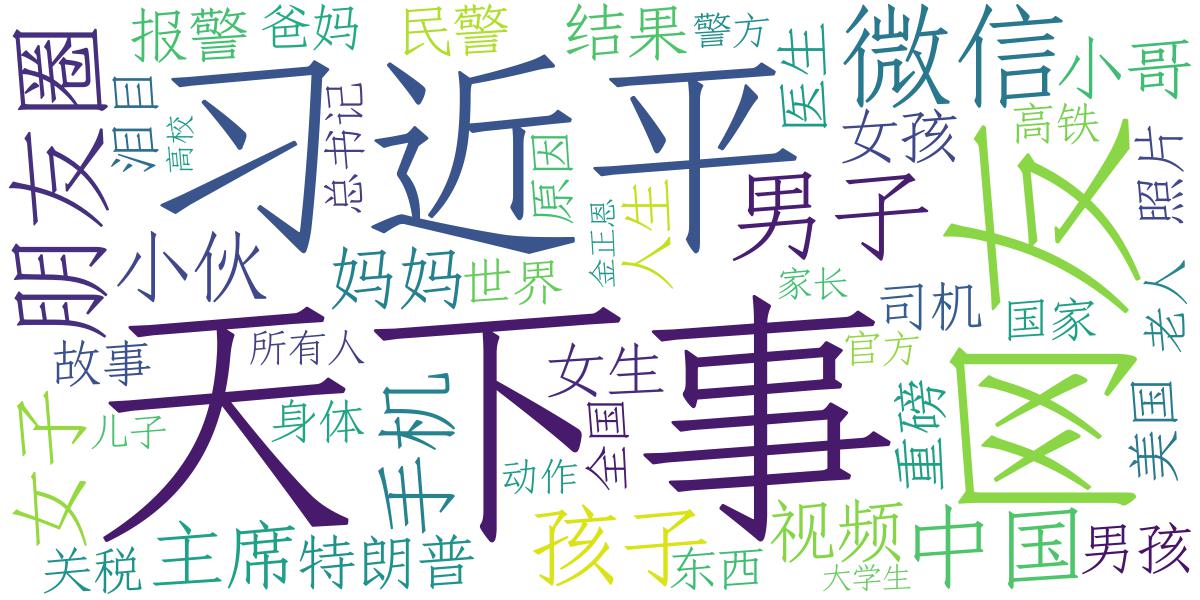 报警
爸妈
民警
结果
警方
医生
微信
小哥
朋友圈
泪目
高校
习近平
总书记
原因
金正恩
人生
男子
女孩
高铁
照片
网友
小伙
妈妈
世界
家长
司机
国家
老人
故事
所有人
天下事
女生
官方
女子
儿子
身体
手机
动作
全国
重磅
美国
关税
主席
特朗普
孩子
东西
视频
大学生
中国
男孩